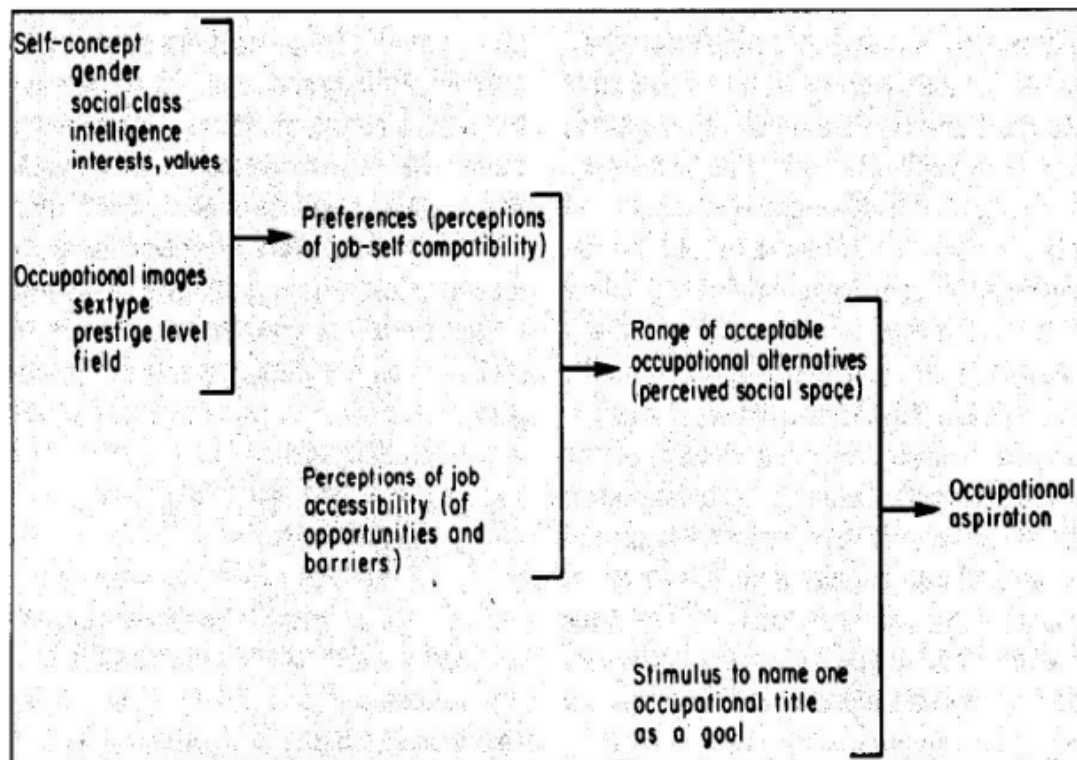 Self-concept
gender
social class
intelligence
interests, values
Occupational images
sextype
prestige level
field
Preferences (perceptions
of job-self compatibility)
Perceptions of job
accessibility (of
opportunities and
barriers)
Range of acceptable
occupational alternatives
(perceived social space)
Stimulus to name one
occupational title
as a goal
Occupational
aspiration